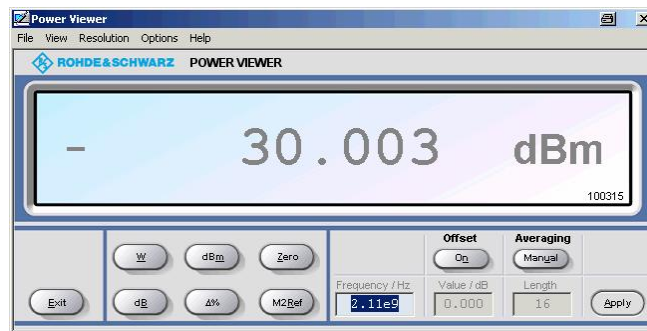 Power Viewer
File View Resolution Options Help
ROHDE&SCHWARZ POWER VIEWER
- 30.003 dBm
100315
Offset Averaging
W dBm Zero On Manual
Frequency / Hz Value / dB Length
Exit dB Δ% M2Ref 2.11e9 0.000 16 Apply